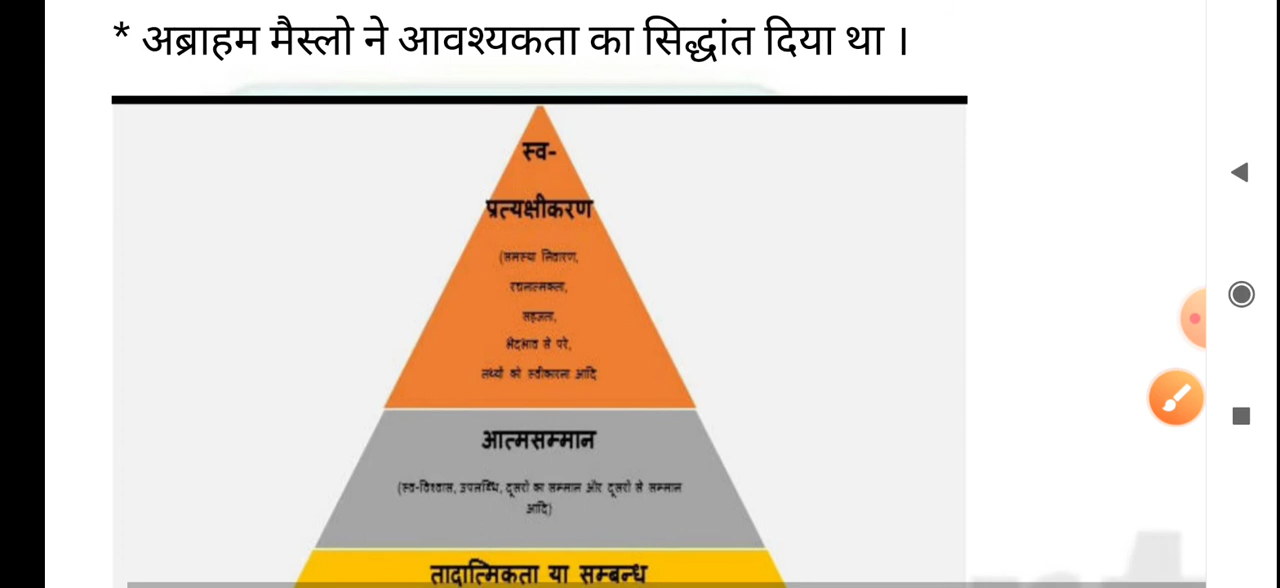 * अब्राहम मैस्लो ने आवश्यकता का सिद्धांत दिया था ।
स्व-
प्रत्यक्षीकरण
(समस्या निवारण,
रचनात्मकता,
सहजता,
भेदभाव से परे,
तथ्यों को स्वीकारना आदि
आत्मसम्मान
(स्व-विश्वास, उपलब्धि, दूसरों का सम्मान और दूसरों से सम्मान
आदि)
तादात्मिकता या सम्बन्ध